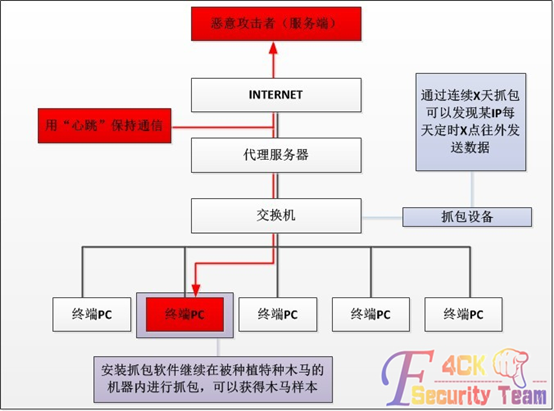 恶意攻击者（服务端）
INTERNET
用“心跳”保持通信
通过连续X天抓包
可以发现某IP每
天定时X点往外发
送数据
代理服务器
交换机
抓包设备
终端PC
终端PC
终端PC
终端PC
终端PC
安装抓包软件继续在被种植特种木马的
机器内进行抓包，可以获得木马样本
F4CK
Security Team